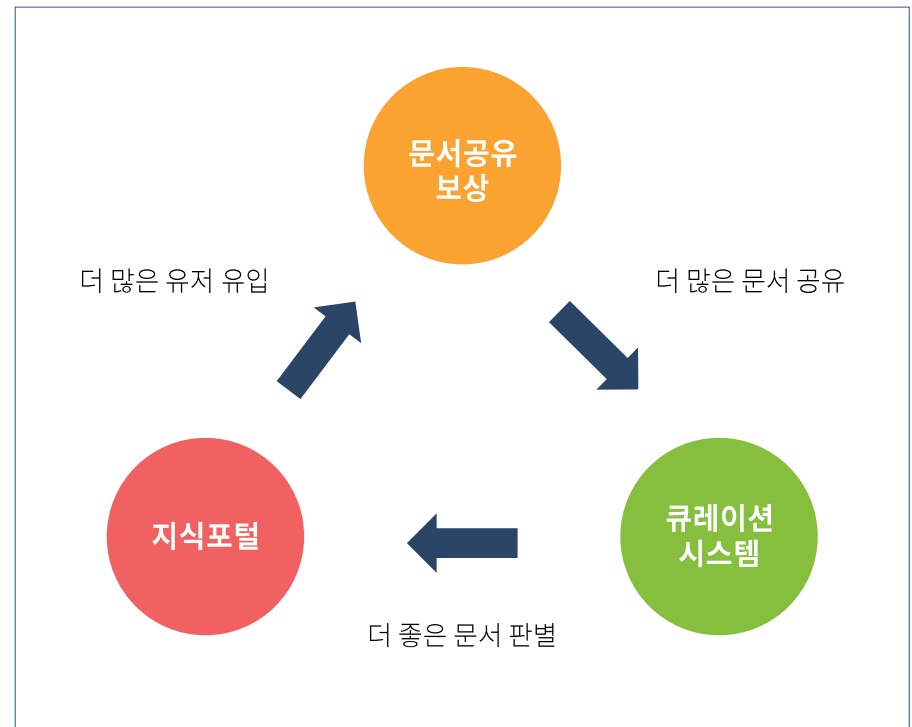 문서공유
보상
더 많은 유저 유입
더 많은 문서 공유
지식포털
큐레이션
시스템
더 좋은 문서 판별